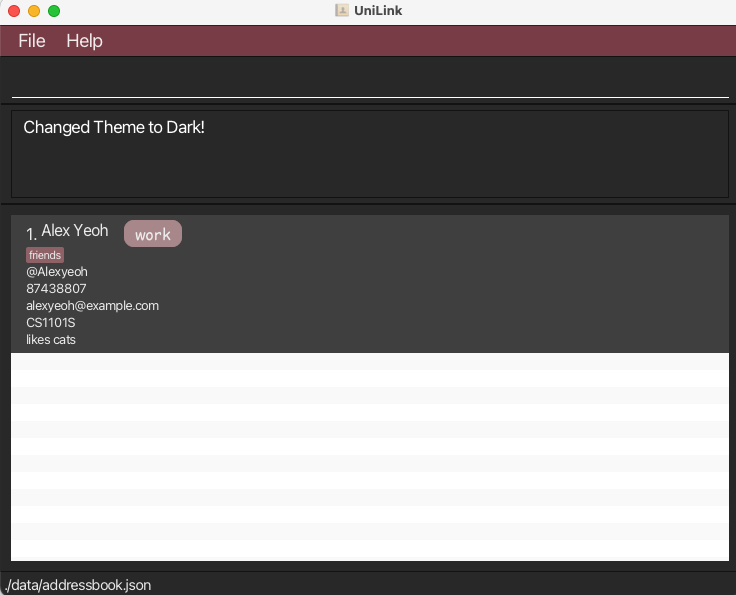 UniLink
File Help
Changed Theme to Dark!
1. Alex Yeoh work
friends
@Alexyeoh
87438807
alexyeoh@example.com
CS1101S
likes cats
./data/addressbook.json